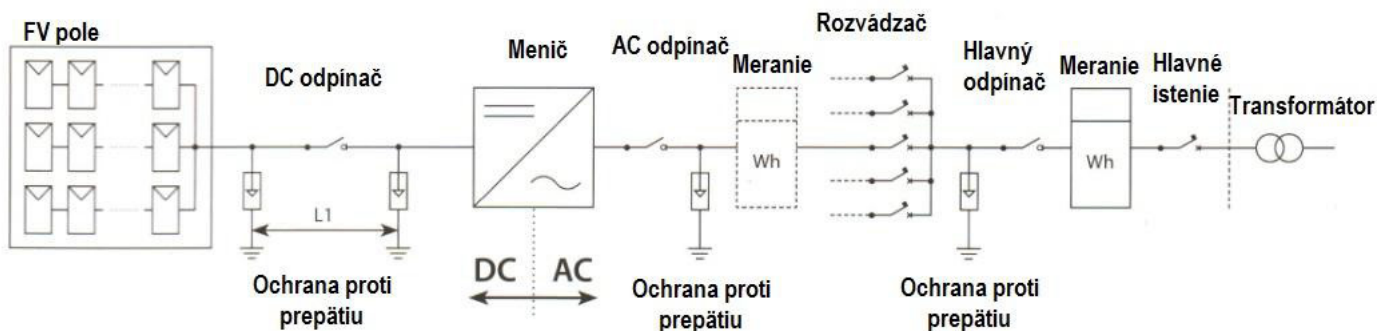 FV pole
DC odpínač
Menič
AC odpínač
Meranie
Rozvádzač
Hlavný
odpínač
Meranie
Hlavné
istenie
Transformátor
Wh
Wh
L1
DC AC
Ochrana proti
prepätiu
Ochrana proti
prepätiu
Ochrana proti
prepätiu